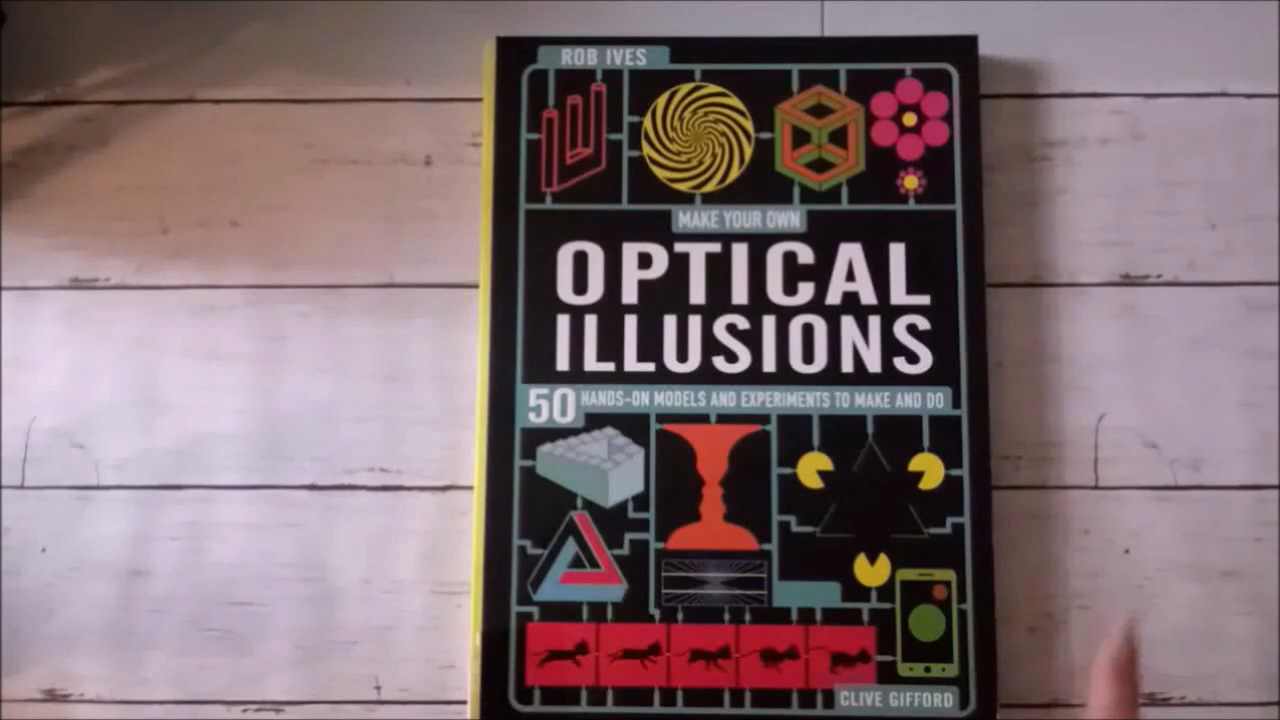 ROB IVES
MAKE YOUR OWN
OPTICAL
ILLUSIONS
50 HANDS-ON MODELS AND EXPERIMENTS TO MAKE AND DO
CLIVE GIFFORD